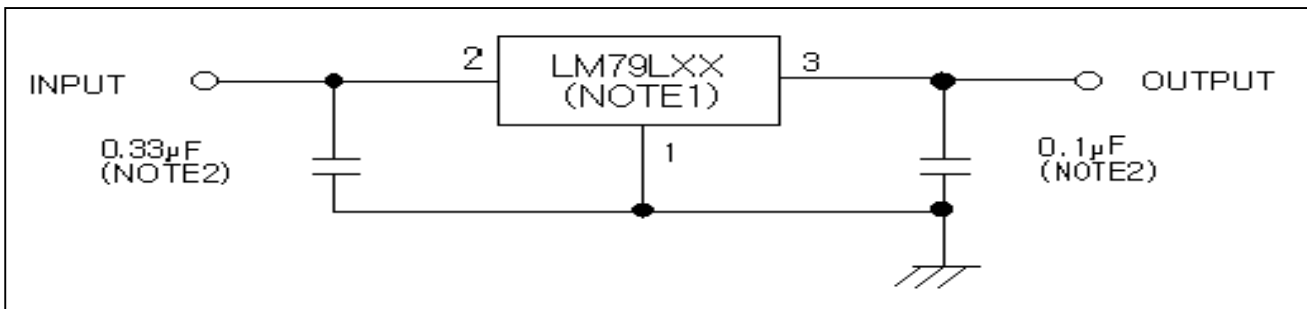 INPUT
2
LM79LXX
(NOTE1)
3
OUTPUT
0.33µF
(NOTE2)
1
0.1µF
(NOTE2)